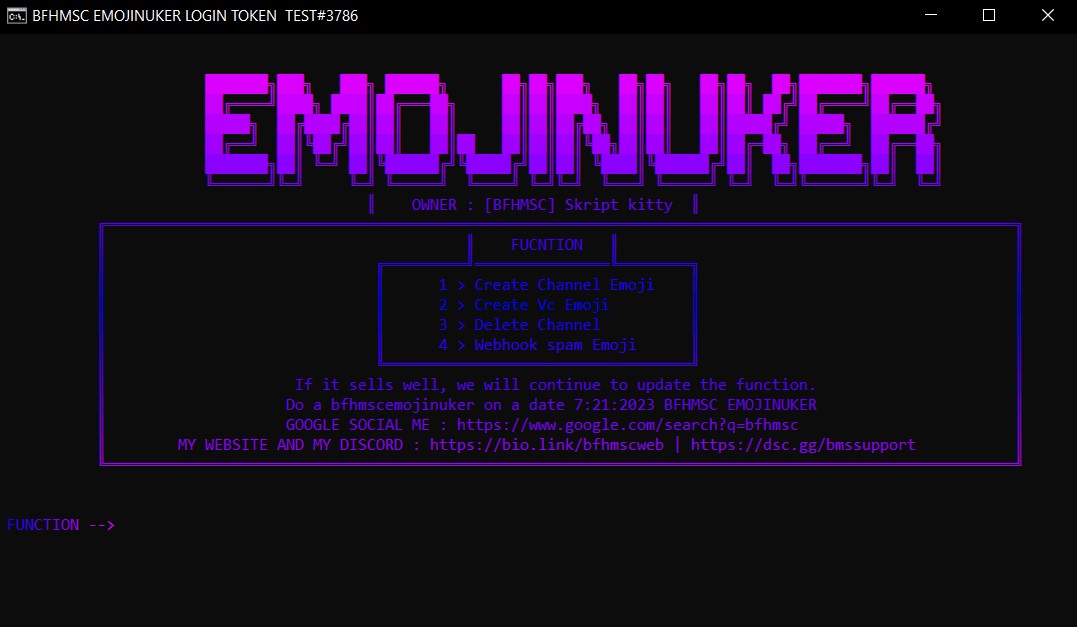 BFHMSC EMOJINUKER LOGIN TOKEN TEST#3786
EMOJINUKER
OWNER : [BFHMSC] Skript kitty
FUCNTION
1 > Create Channel Emoji
2 > Create Vc Emoji
3 > Delete Channel
4 > Webhook spam Emoji
If it sells well, we will continue to update the function.
Do a bfhmscemojinuker on a date 7:21:2023 BFHMSC EMOJINUKER
GOOGLE SOCIAL ME : https://www.google.com/search?q=bfhmsc
MY WEBSITE AND MY DISCORD : https://bio.link/bfhmscweb | https://dsc.gg/bmssupport
FUNCTION -->